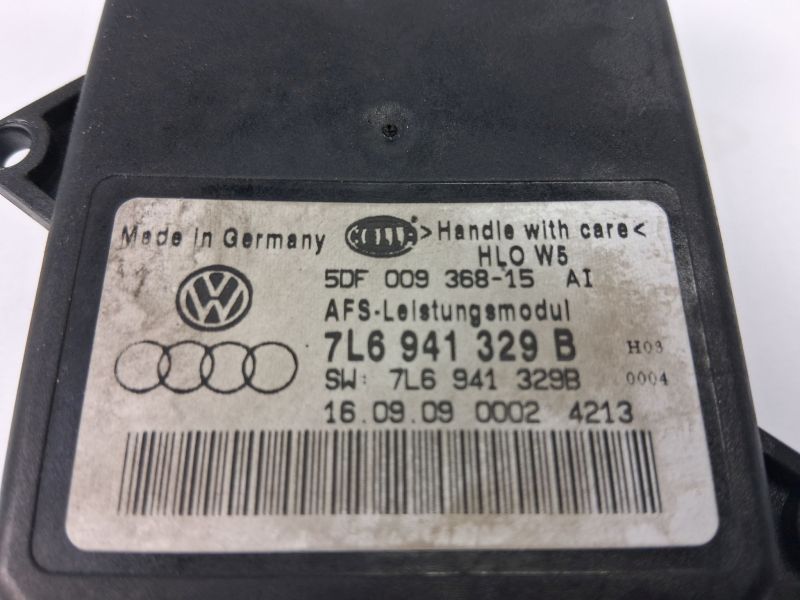 Made in Germany HELLA® >Handle with care<
HLO W5
5DF 009 368-15 AI
AFS-Leistungsmodul
7L6 941 329 B H03
SW: 7L6 941 329B 0004
16.09.09 0002 4213